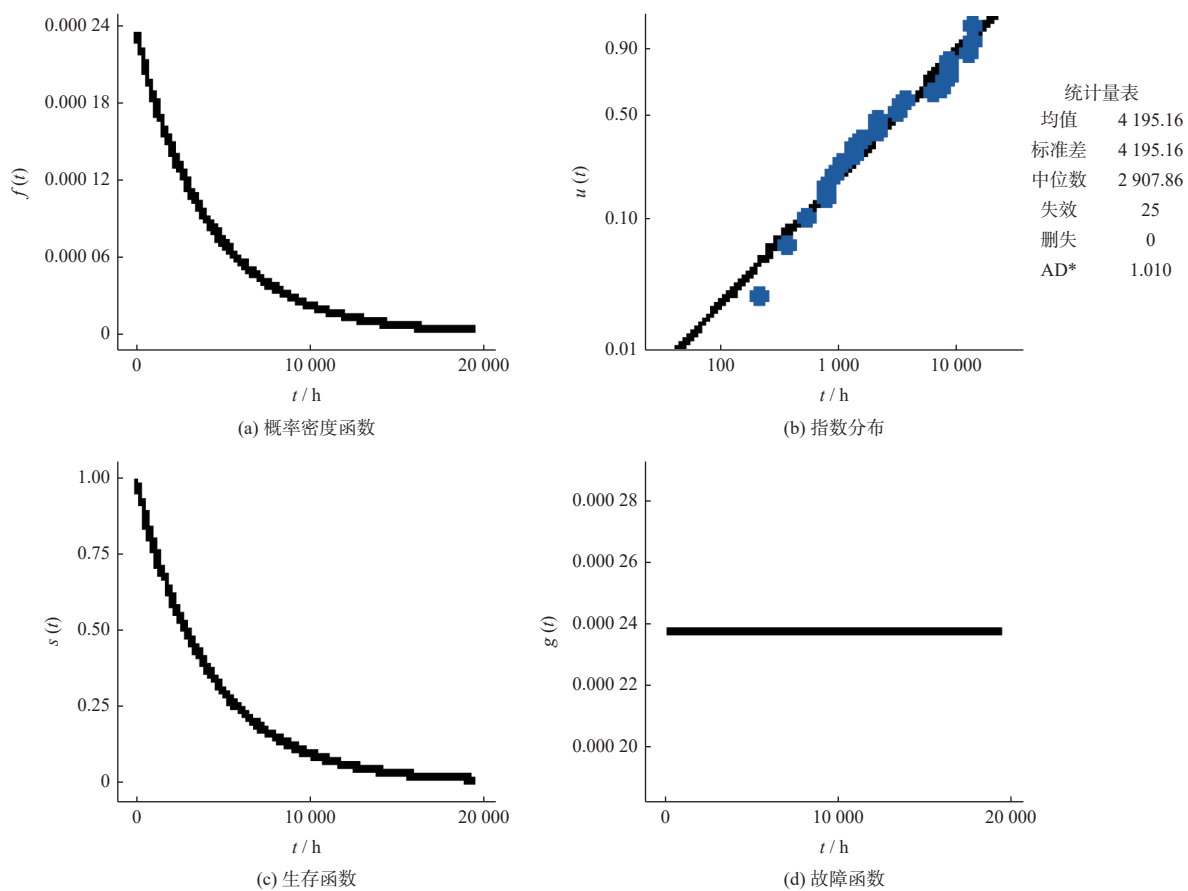 0.000 24
0.000 18
0.000 12
0.000 06
0
f (t)
0
10 000
20 000
t / h
(a) 概率密度函数
0.90
0.50
0.10
0.01
u (t)
100
1 000
10 000
t / h
(b) 指数分布
统计量表
均值 4 195.16
标准差 4 195.16
中位数 2 907.86
失效 25
删失 0
AD* 1.010
1.00
0.75
0.50
0.25
0
s (t)
0
10 000
20 000
t / h
(c) 生存函数
0.000 28
0.000 26
0.000 24
0.000 22
0.000 20
g (t)
0
10 000
20 000
t / h
(d) 故障函数